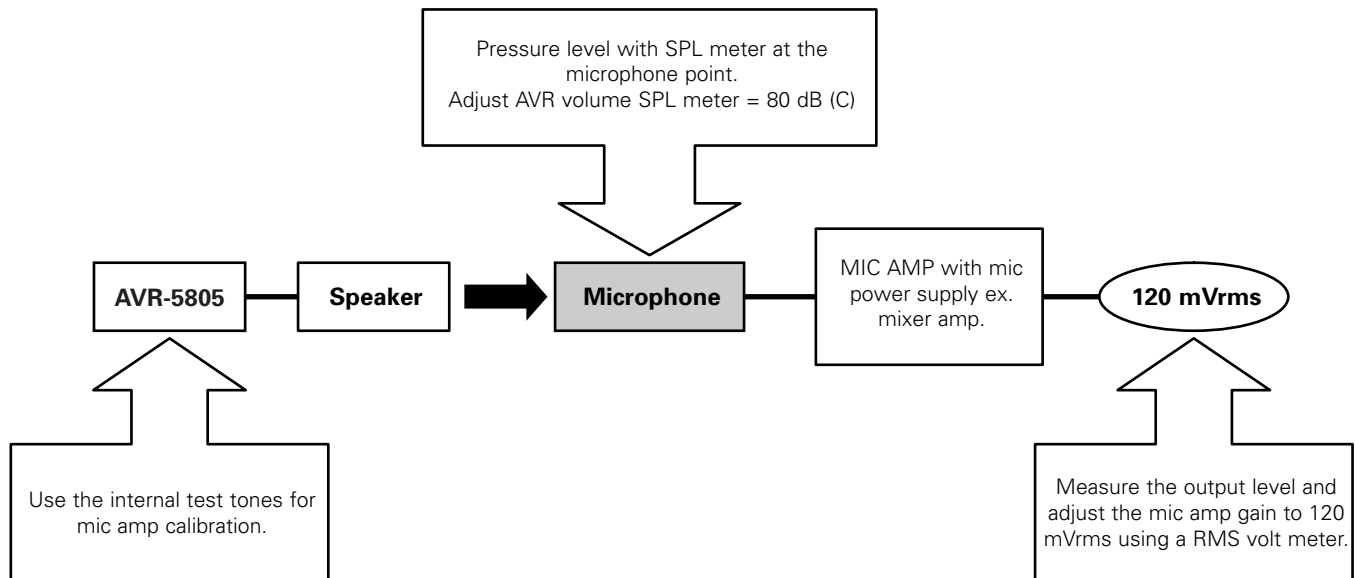 Pressure level with SPL meter at the
microphone point.
Adjust AVR volume SPL meter = 80 dB (C)
AVR-5805
Speaker
Microphone
MIC AMP with mic
power supply ex.
mixer amp.
120 mVrms
Use the internal test tones for
mic amp calibration.
Measure the output level and
adjust the mic amp gain to 120
mVrms using a RMS volt meter.